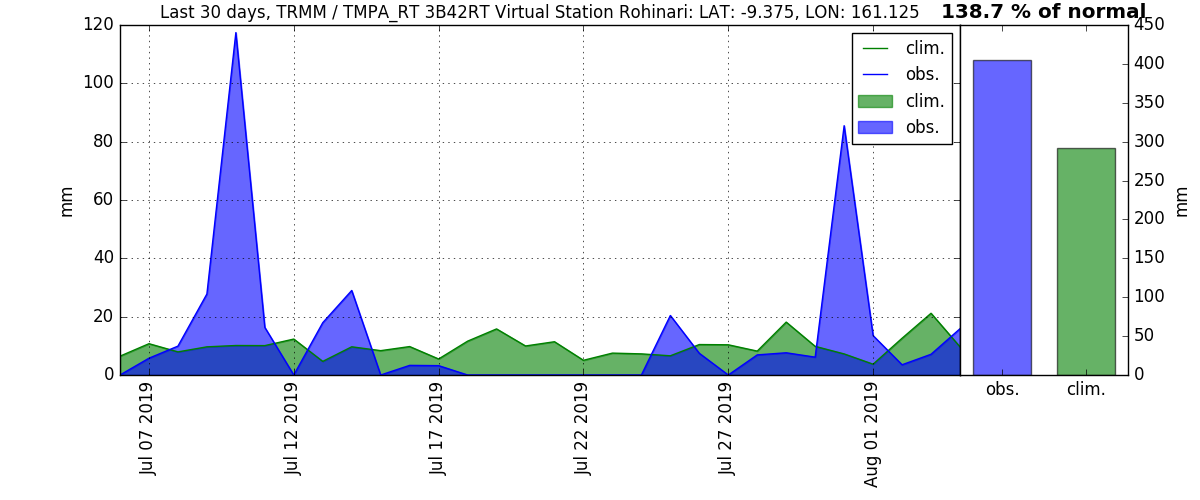 Last 30 days, TRMM / TMPA_RT 3B42RT Virtual Station Rohinari: LAT: -9.375, LON: 161.125
138.7 % of normal
120
100
80
60
40
20
0
mm
clim.
obs.
clim.
obs.
450
400
350
300
250
200
150
100
50
0
mm
Jul 07 2019
Jul 12 2019
Jul 17 2019
Jul 22 2019
Jul 27 2019
Aug 01 2019
obs.
clim.